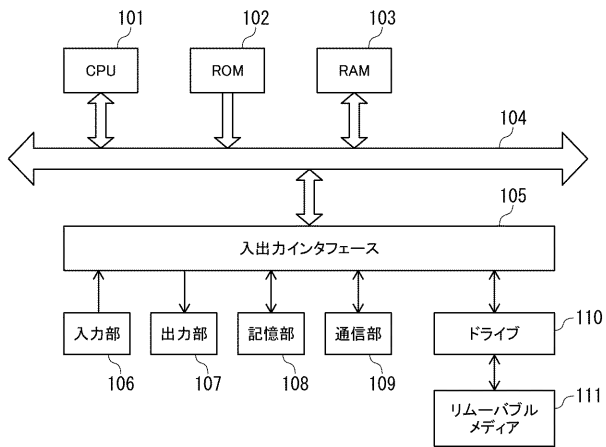 101
102
103
CPU
ROM
RAM
104
105
入出力インタフェース
入力部
出力部
記憶部
通信部
ドライブ
110
106
107
108
109
リムーバブル
メディア
111